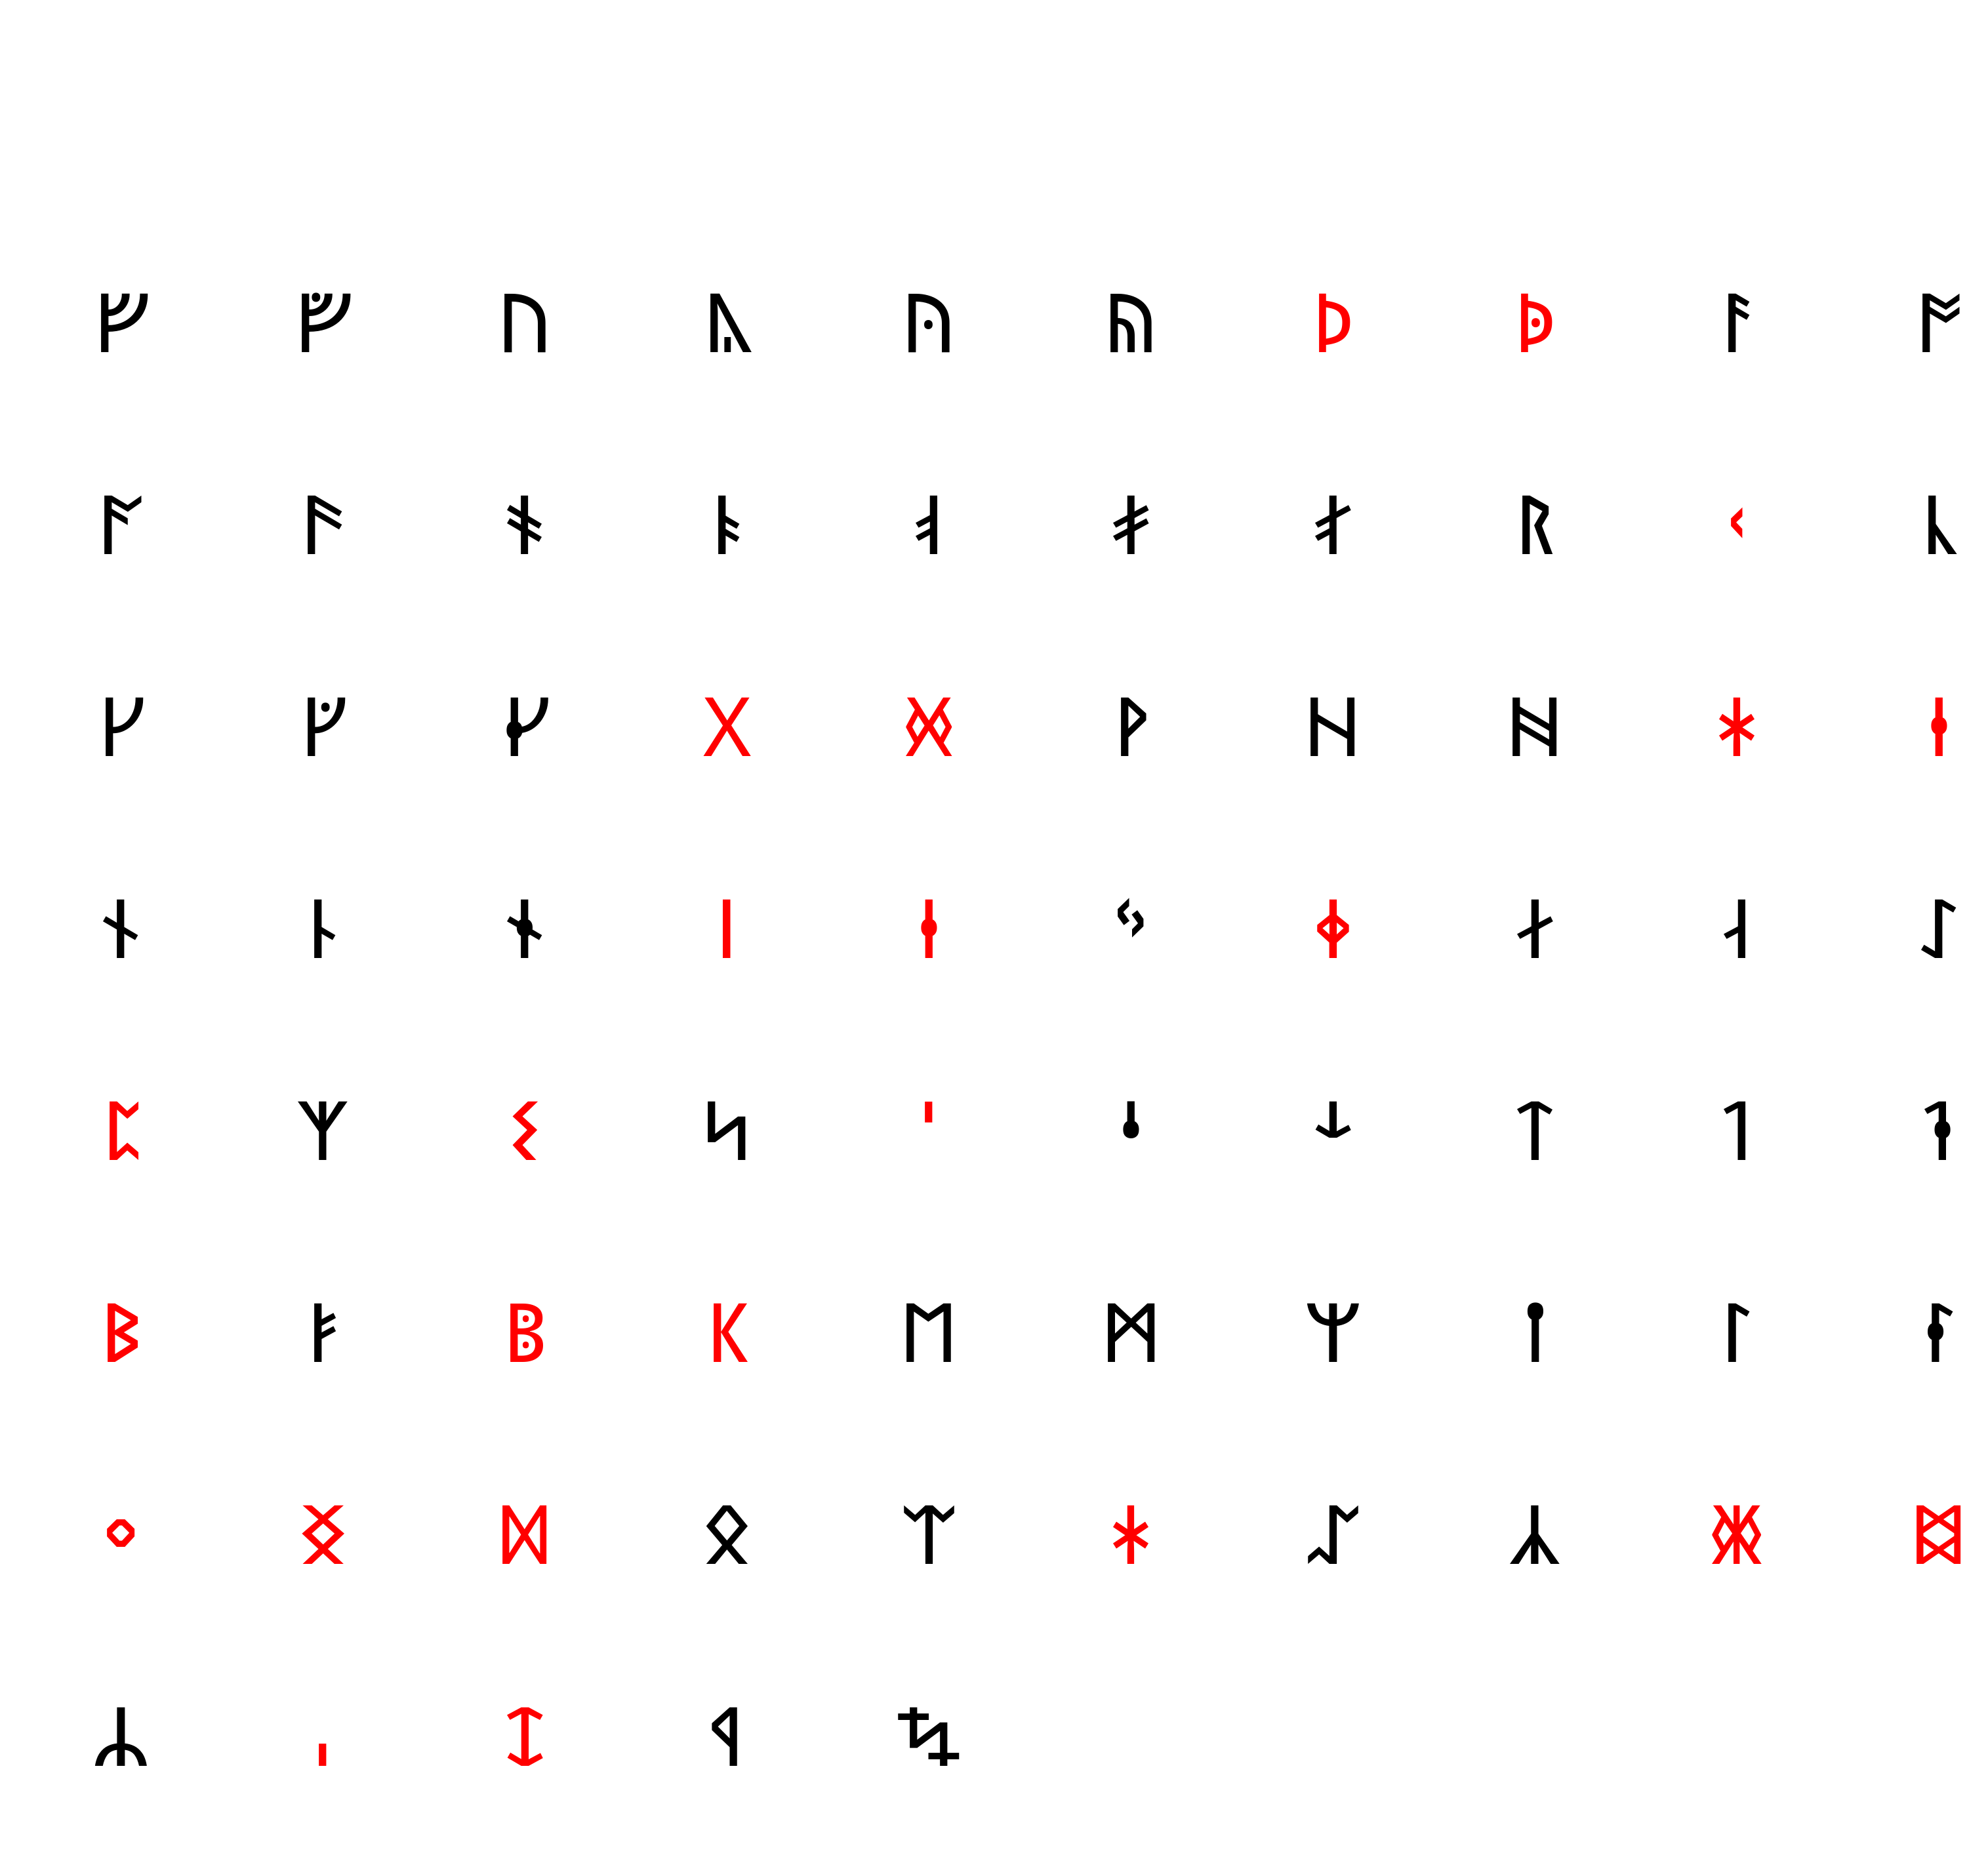 ᚠ ᚡ ᚢ ᚣ ᚤ ᚥ ᚦ ᚧ ᚨ ᚩ
ᚪ ᚫ ᚬ ᚭ ᚮ ᚯ ᚰ ᚱ ᚲ ᚳ
ᚴ ᚵ ᚶ ᚷ ᚸ ᚹ ᚺ ᚻ ᚼ ᚽ
ᚾ ᚿ ᛀ ᛁ ᛂ ᛃ ᛄ ᛅ ᛆ ᛇ
ᛈ ᛉ ᛊ ᛋ ᛌ ᛍ ᛎ ᛏ ᛐ ᛑ
ᛒ ᛓ ᛔ ᛕ ᛖ ᛗ ᛘ ᛙ ᛚ ᛛ
ᛜ ᛝ ᛞ ᛟ ᛠ ᛡ ᛢ ᛣ ᛤ ᛥ
ᛦ ᛧ ᛨ ᛩ ᛪ